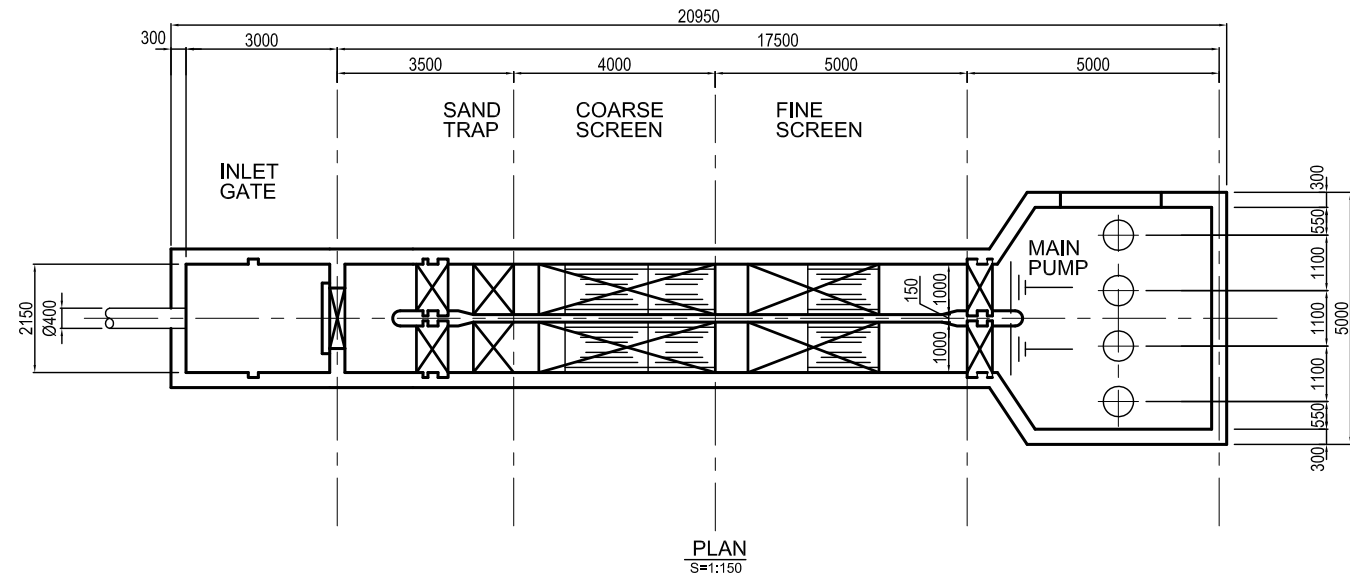 20950
300
3000
17500
3500
4000
5000
5000
SAND
TRAP
COARSE
SCREEN
FINE
SCREEN
INLET
GATE
MAIN
PUMP
2150
Ø400
150
1000
1000
300
550
1100
1100
1100
550
300
5000
PLAN
S=1:150